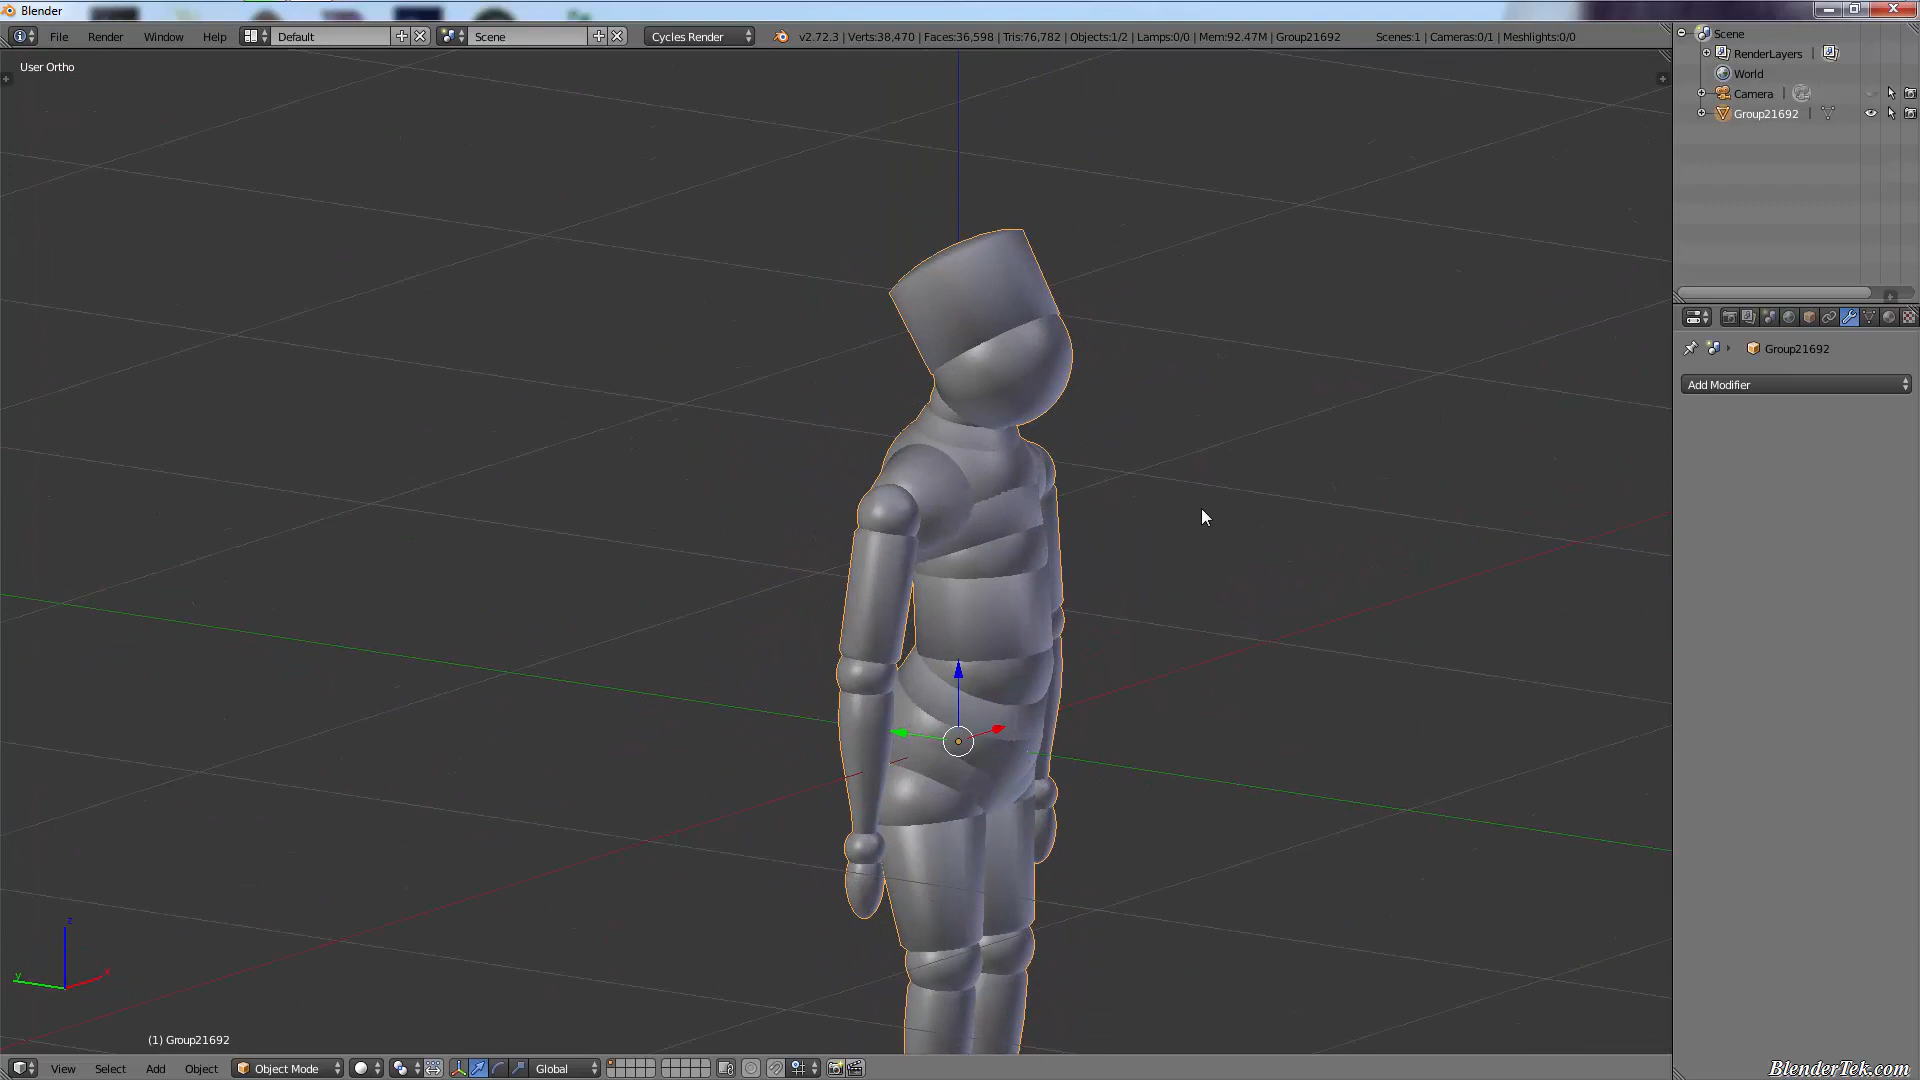 Blender
File Render Window Help Default Scene Cycles Render v2.72.3 | Verts:38,470 | Faces:36,598 | Tris:76,782 | Objects:1/2 | Lamps:0/0 | Mem:92.47M | Group21692 Scenes:1 | Cameras:0/1 | Meshlights:0/0
User Ortho
Scene
RenderLayers
World
Camera
Group21692
Group21692
Add Modifier
z
y
x
(1) Group21692
View Select Add Object Object Mode Global
BlenderTek.com